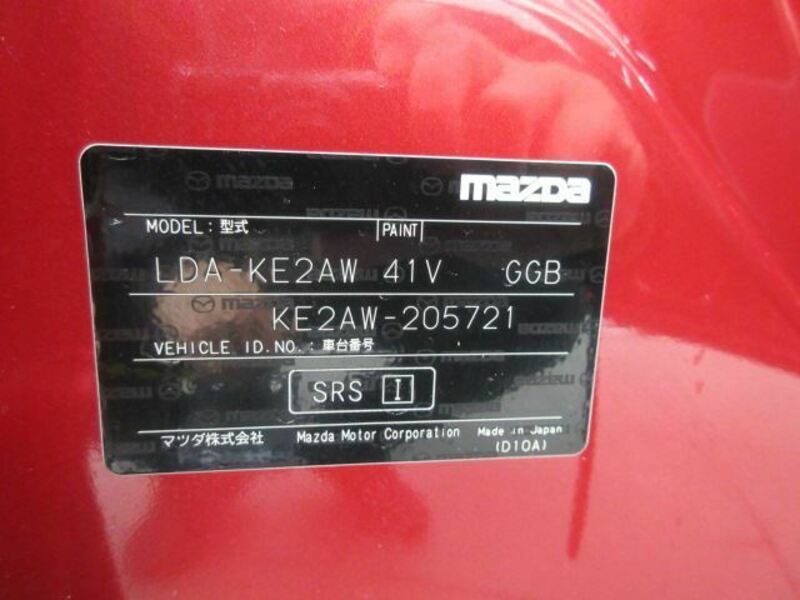 mazda
MODEL : 型式 PAINT
LDA-KE2AW 41V GGB
KE2AW-205721
VEHICLE ID.NO. : 車台番号
SRS I
マツダ株式会社 Mazda Motor Corporation Made in Japan
(D10A)